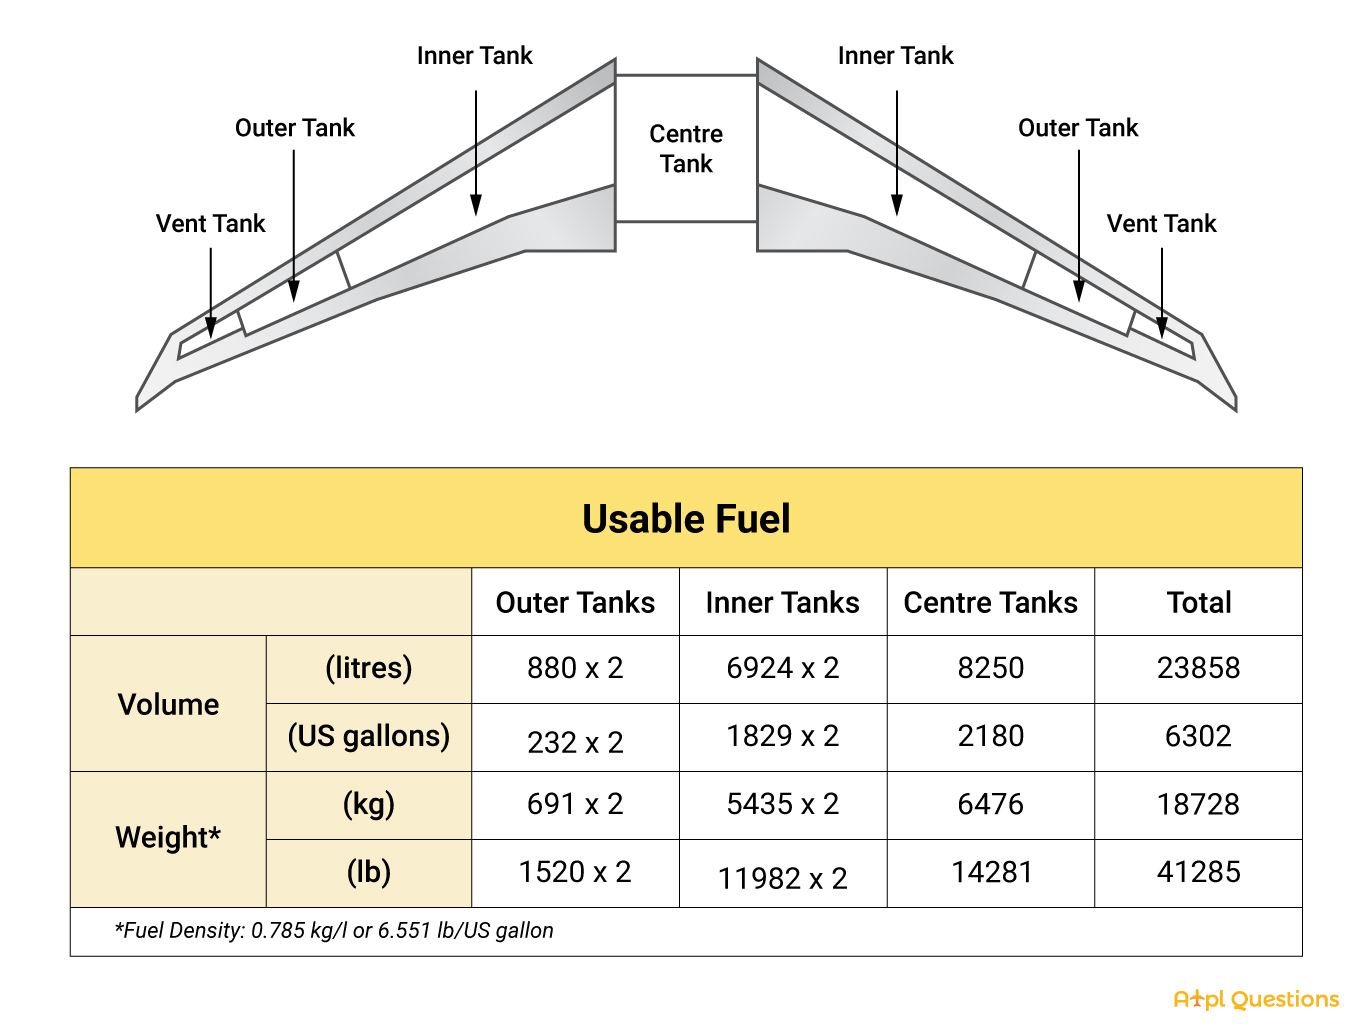 Inner Tank
Inner Tank
Outer Tank
Centre
Tank
Outer Tank
Vent Tank
Vent Tank
Usable Fuel
Outer Tanks Inner Tanks Centre Tanks Total
Volume
(litres) 880 x 2 6924 x 2 8250 23858
(US gallons) 232 x 2 1829 x 2 2180 6302
Weight*
(kg) 691 x 2 5435 x 2 6476 18728
(lb) 1520 x 2 11982 x 2 14281 41285
*Fuel Density: 0.785 kg/l or 6.551 lb/US gallon
Atpl Questions